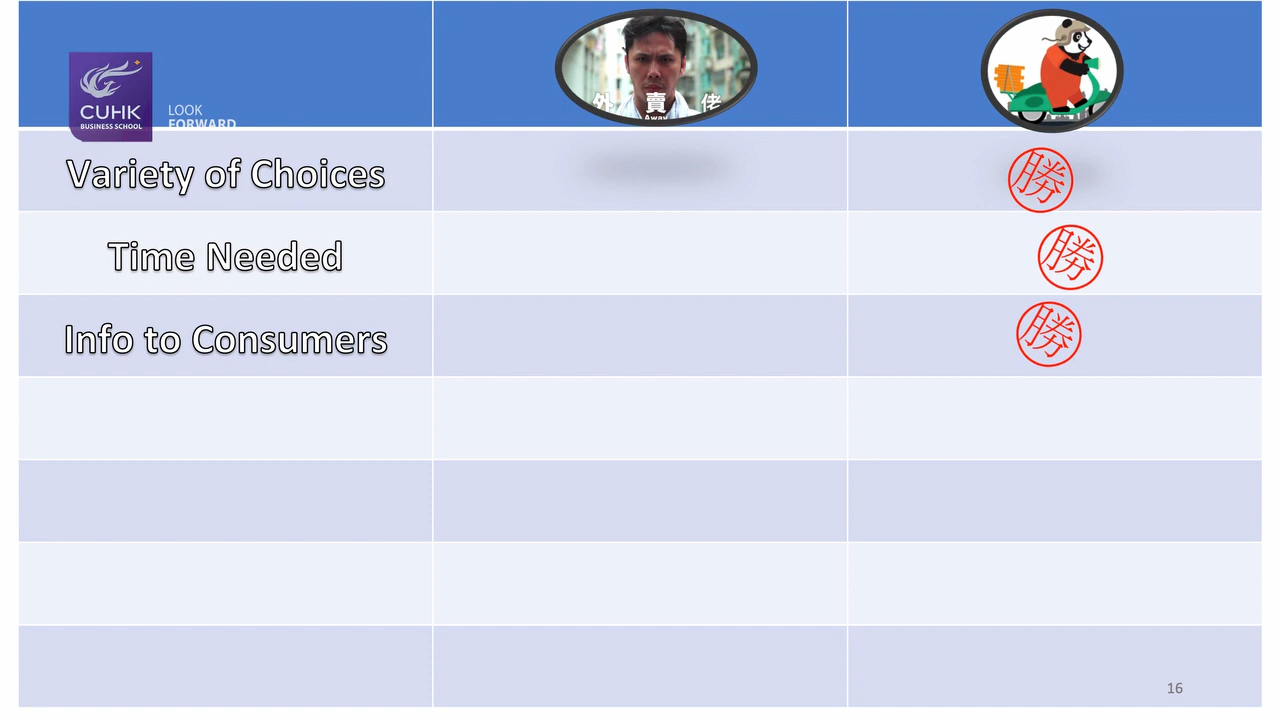 CUHK
BUSINESS SCHOOL
LOOK
FORWARD
外 賣 佬
Away
Variety of Choices
勝
Time Needed
勝
Info to Consumers
勝
16